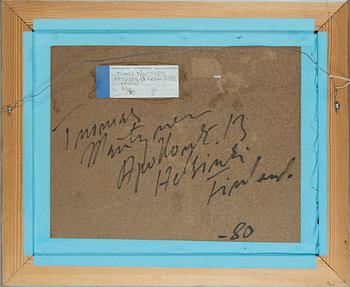 Tuomas
Mäntynen
Apollonk. 13
Helsinki.
Finland.
-80